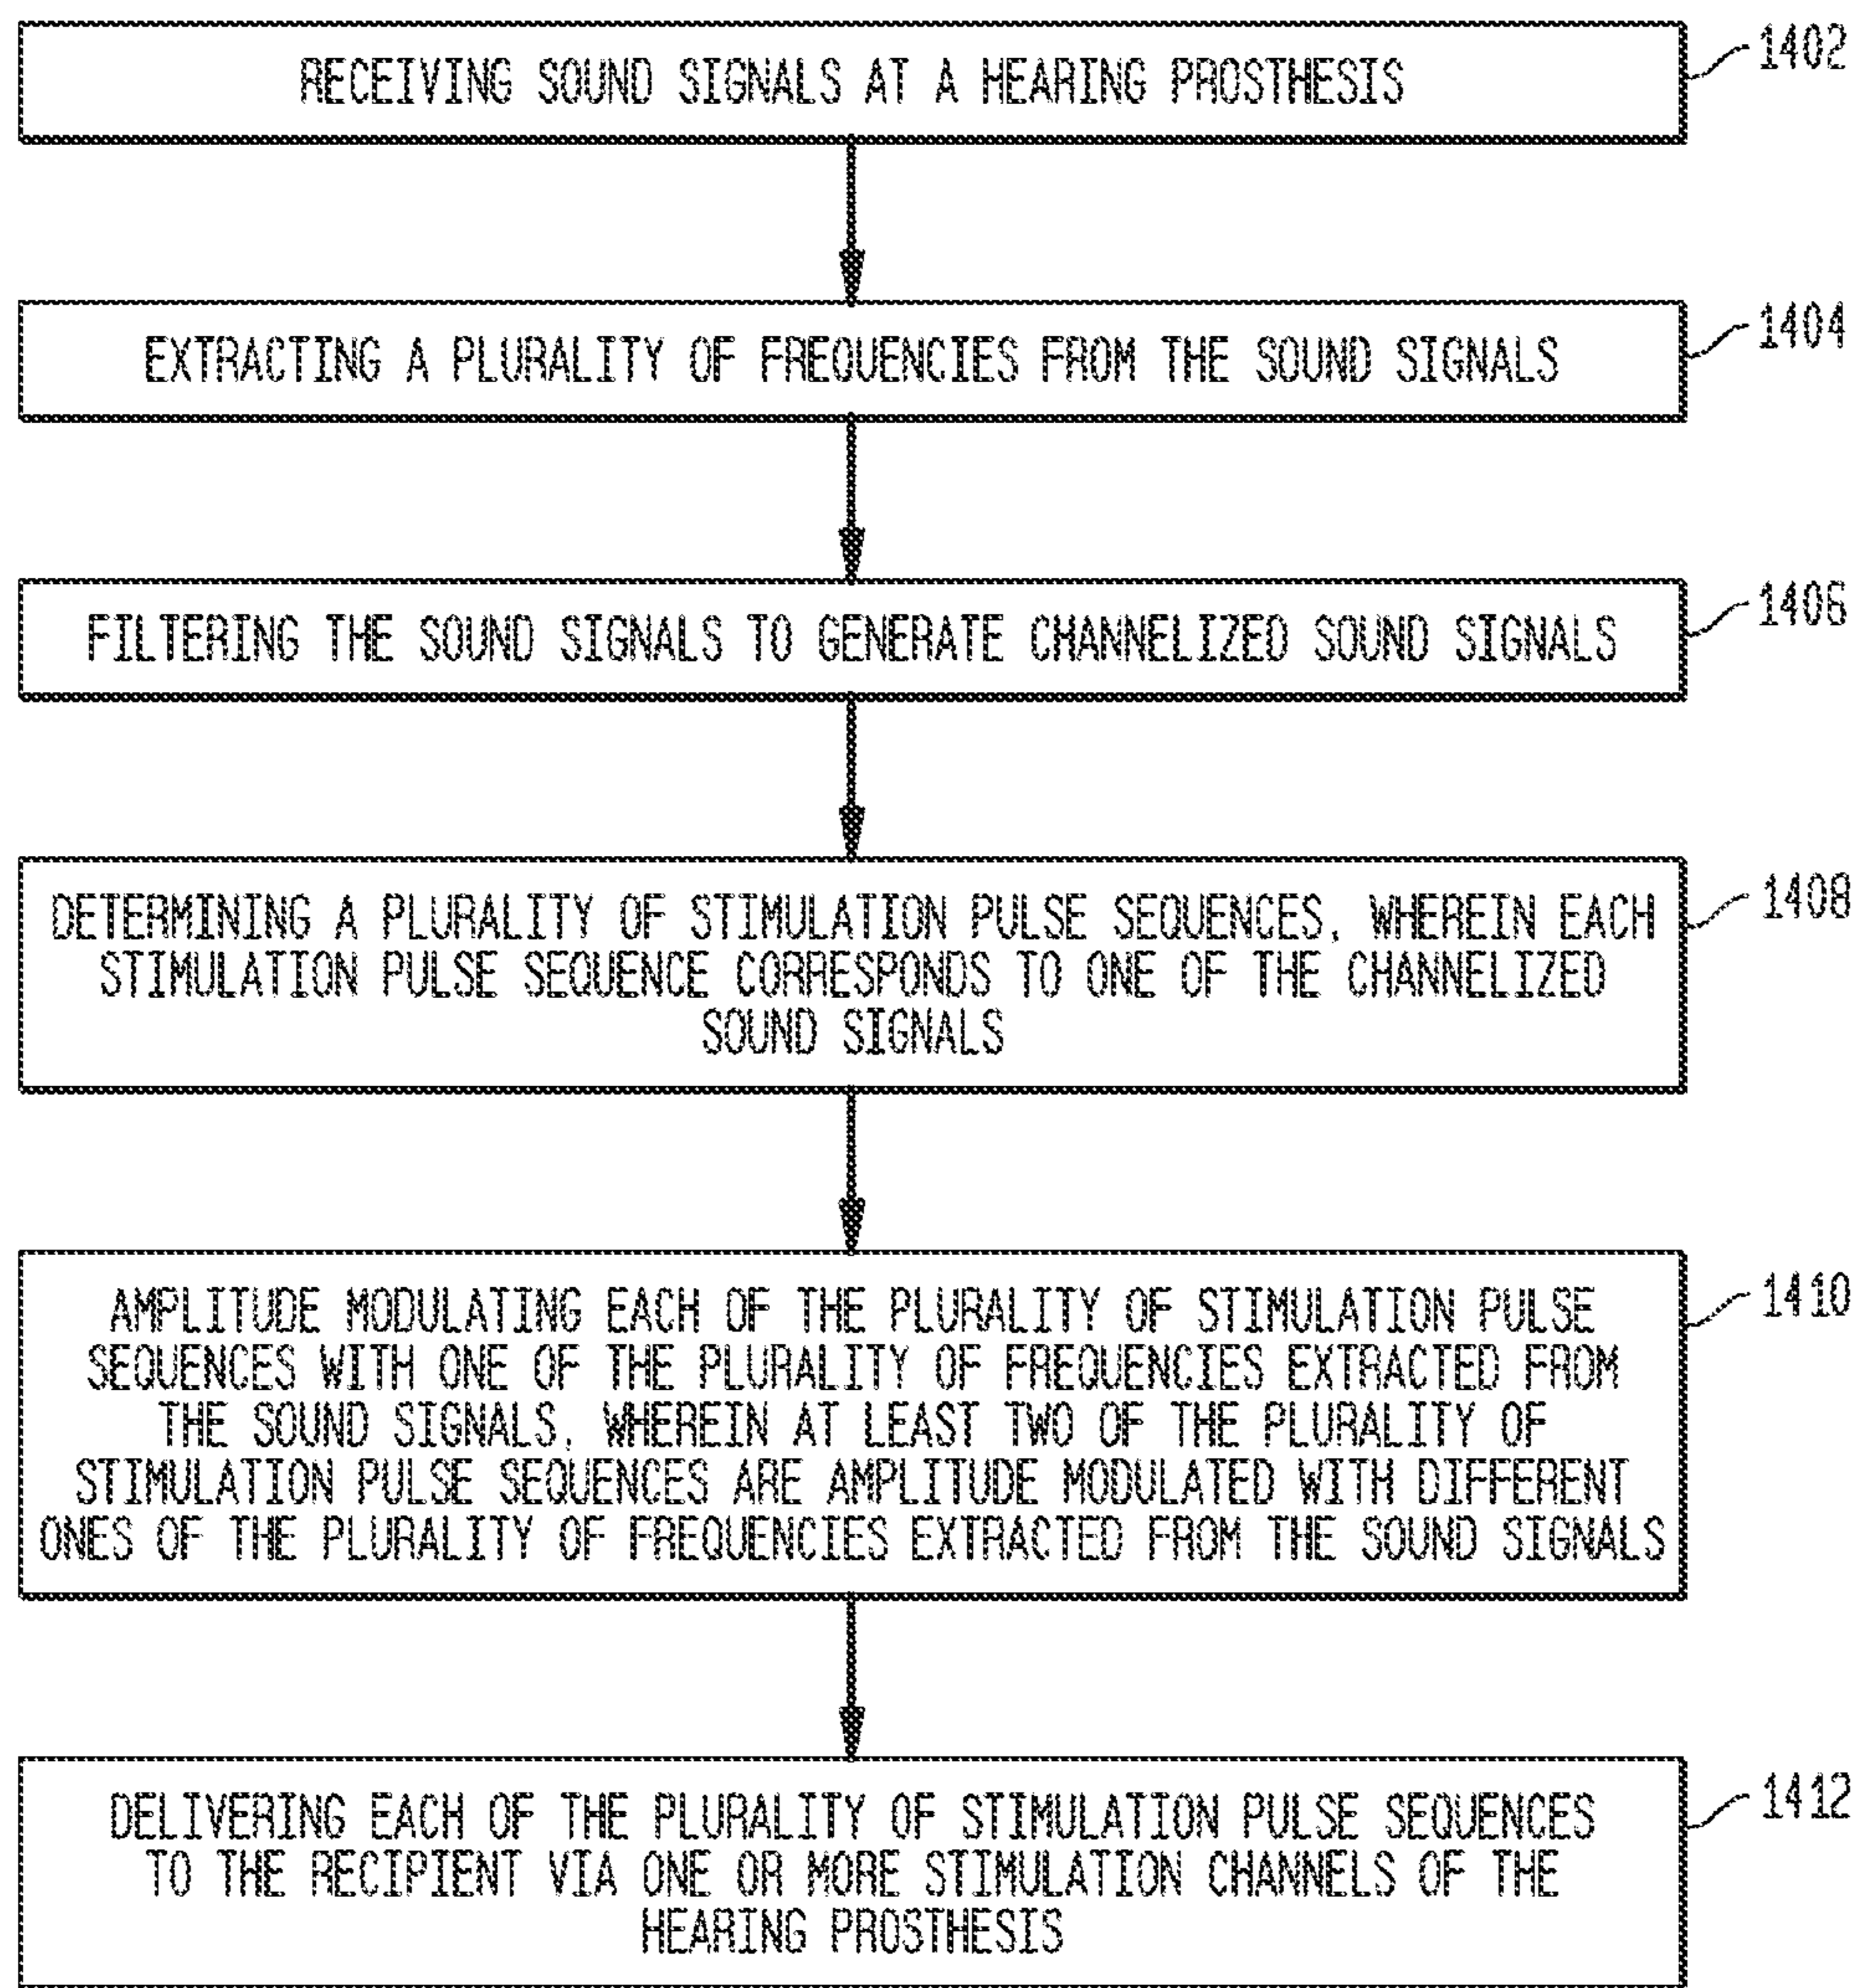 RECEIVING SOUND SIGNALS AT A HEARING PROSTHESIS
1402
EXTRACTING A PLURALITY OF FREQUENCIES FROM THE SOUND SIGNALS
1404
FILTERING THE SOUND SIGNALS TO GENERATE CHANNELIZED SOUND SIGNALS
1406
DETERMINING A PLURALITY OF STIMULATION PULSE SEQUENCES, WHEREIN EACH
STIMULATION PULSE SEQUENCE CORRESPONDS TO ONE OF THE CHANNELIZED
SOUND SIGNALS
1408
AMPLITUDE MODULATING EACH OF THE PLURALITY OF STIMULATION PULSE
SEQUENCES WITH ONE OF THE PLURALITY OF FREQUENCIES EXTRACTED FROM
THE SOUND SIGNALS, WHEREIN AT LEAST TWO OF THE PLURALITY OF
STIMULATION PULSE SEQUENCES ARE AMPLITUDE MODULATED WITH DIFFERENT
ONES OF THE PLURALITY OF FREQUENCIES EXTRACTED FROM THE SOUND SIGNALS
1410
DELIVERING EACH OF THE PLURALITY OF STIMULATION PULSE SEQUENCES
TO THE RECIPIENT VIA ONE OR MORE STIMULATION CHANNELS OF THE
HEARING PROSTHESIS
1412